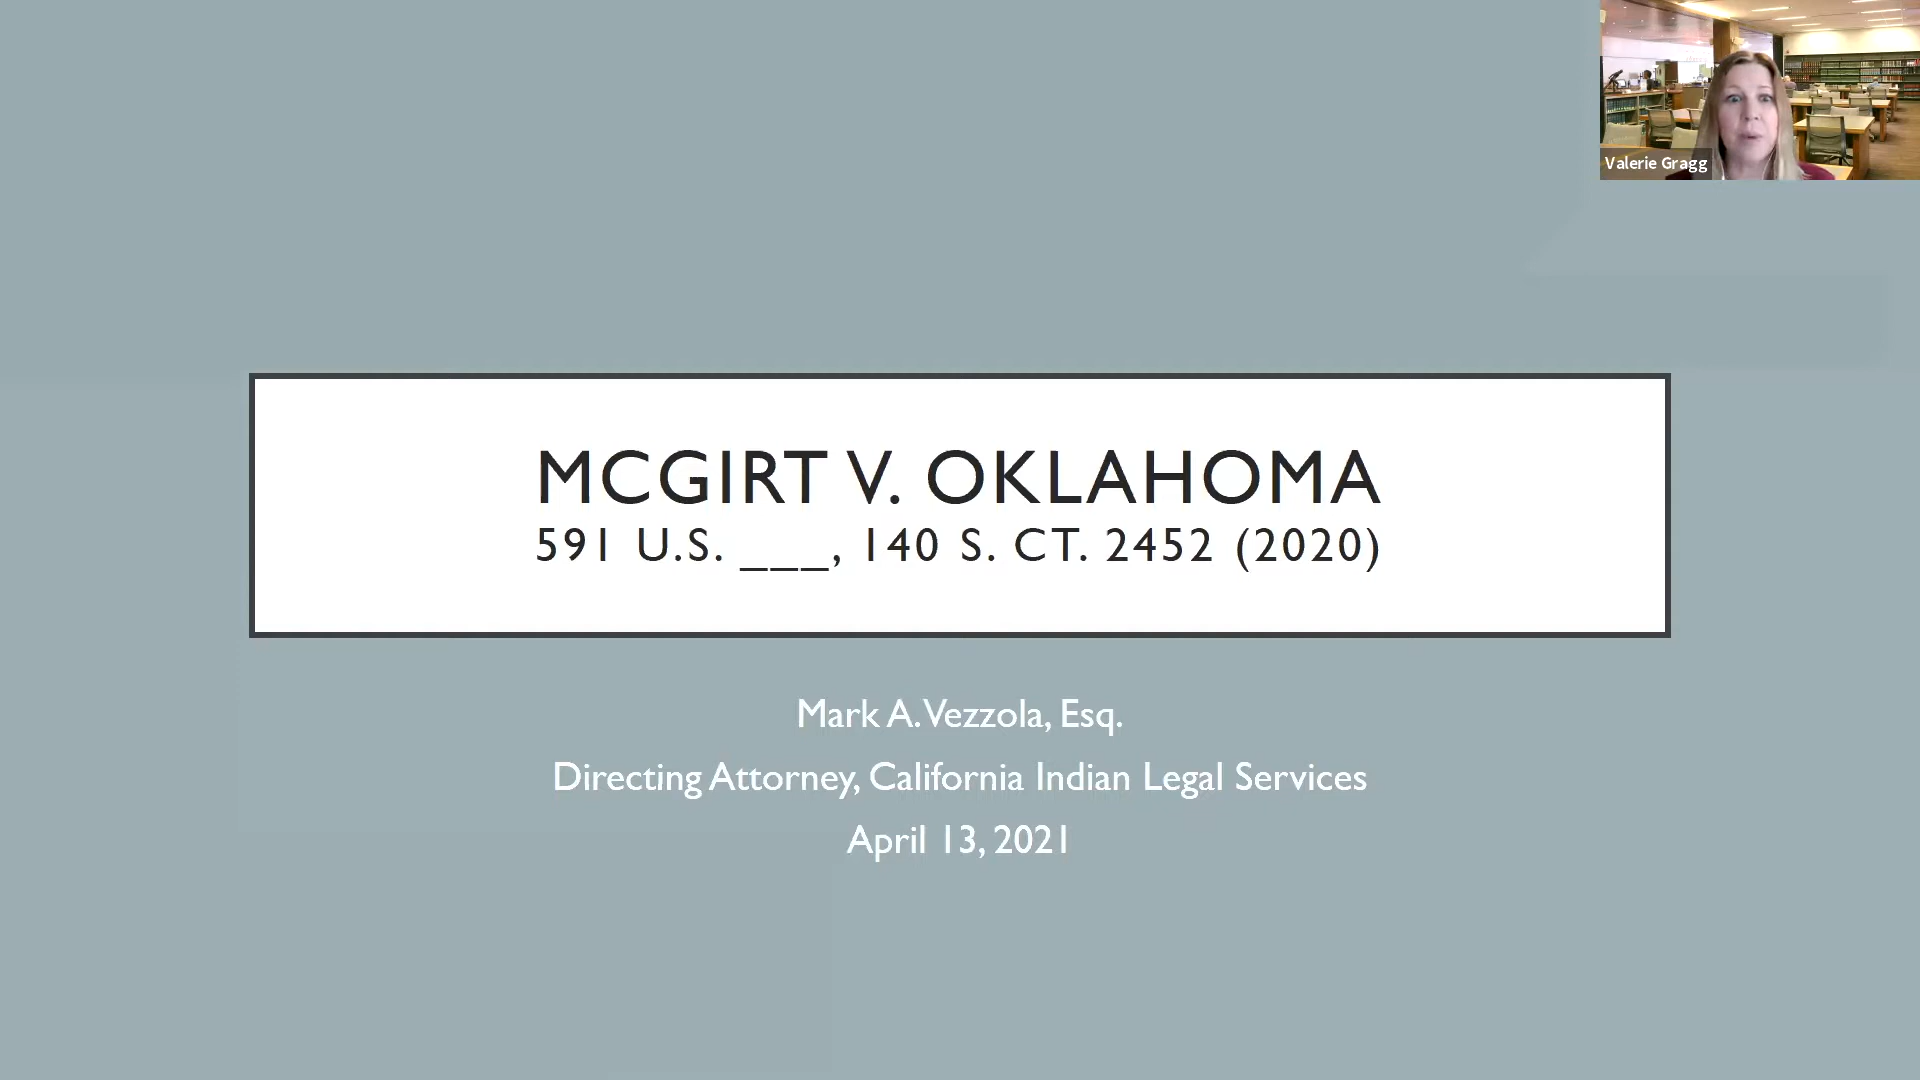 Valerie Gragg
MCGIRT V. OKLAHOMA
591 U.S. ___, 140 S. CT. 2452 (2020)
Mark A. Vezzola, Esq.
Directing Attorney, California Indian Legal Services
April 13, 2021